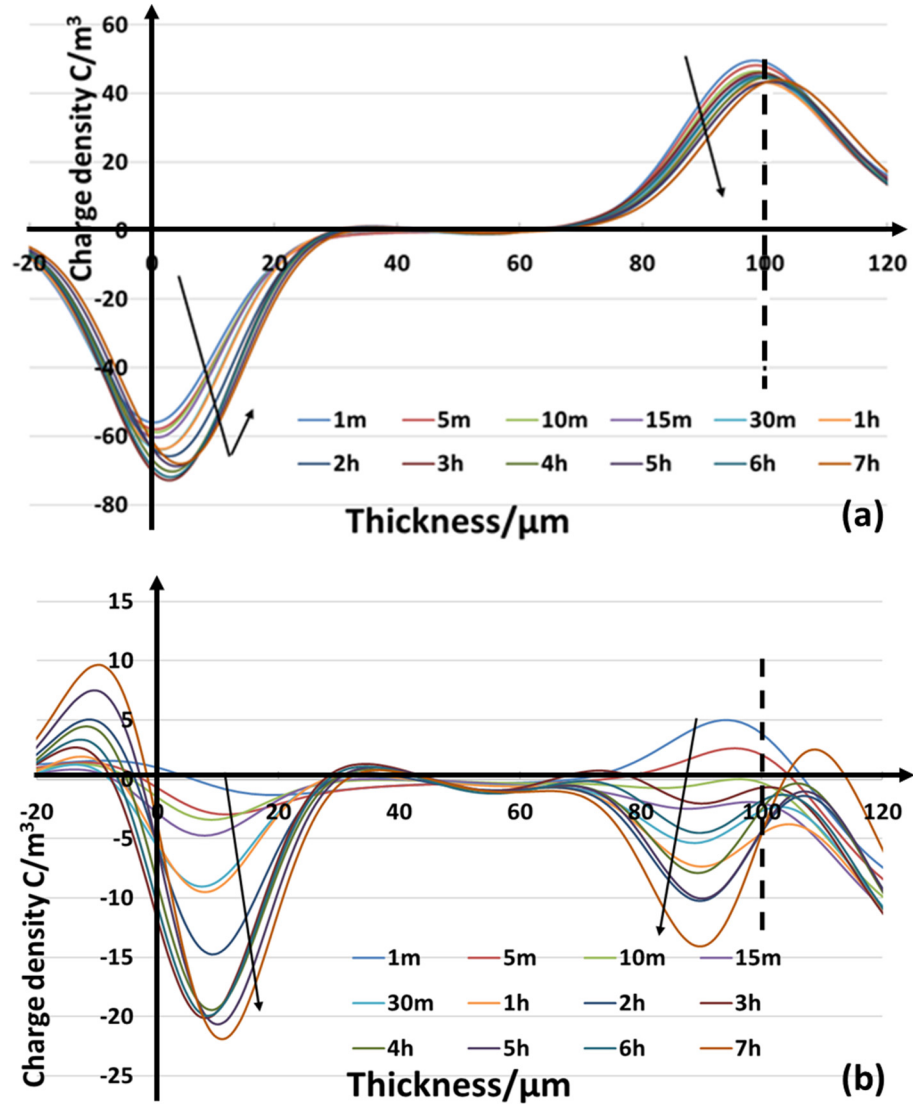 Charge density C/m³
60
40
20
0
-20
-40
-60
-80
-20 0 20 40 60 80 100 120
1m 5m 10m 15m 30m 1h
2h 3h 4h 5h 6h 7h
Thickness/μm
(a)
Charge density C/m³
15
10
5
0
-5
-10
-15
-20
-25
-20 0 20 40 60 80 100 120
1m 5m 10m 15m
30m 1h 2h 3h
4h 5h 6h 7h
Thickness/μm
(b)